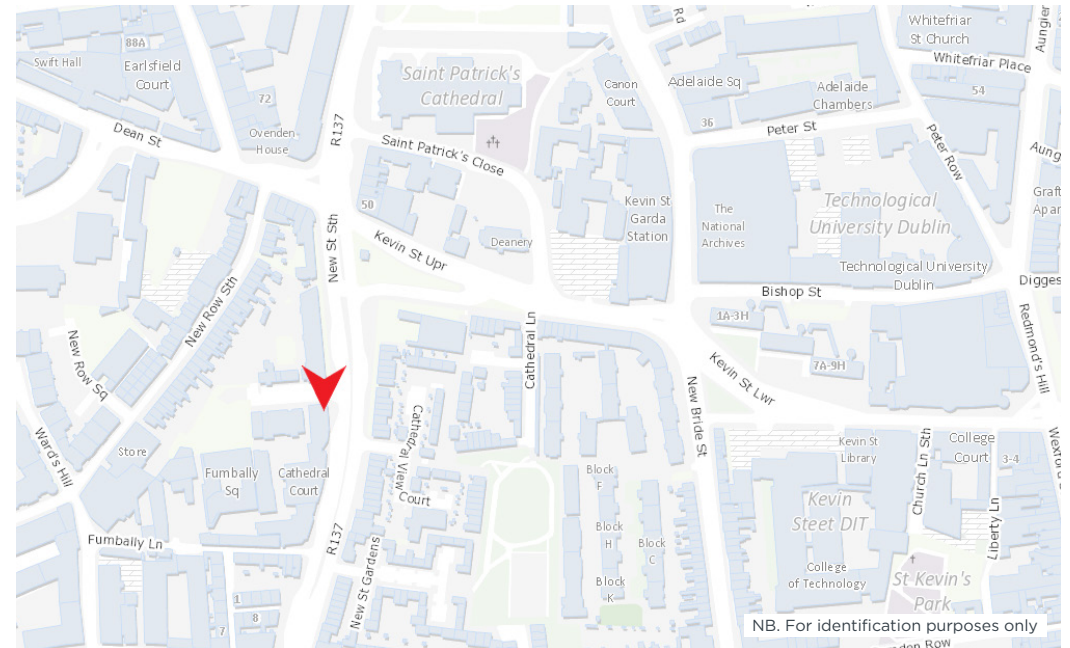 88A
Swift Hall
Earlsfield
Court
Dean St
72
Ovenden
House
R137
Saint Patrick's
Cathedral
Saint Patrick's Close
Rd
Canon
Court
Adelaide Sq
36
Adelaide
Chambers
Peter St
Whitefriar
St Church
Whitefriar Place
54
Aungier
Peter Row
Aung
Graft
Apar
50
New St Sth
Kevin St Upr
Deanery
Kevin St
Garda
Station
The
National
Archives
Technological
University Dublin
Technological University
Dublin
Digges
Bishop St
Redmond's Hill
1A-3H
7A-9H
Kevin St Lwr
New Row Sth
New Row Sq
Ward's Hill
Store
Fumbally
Sq
Cathedral
Court
Fumbally Ln
1
8
7
R137
Cathedral Ln
Cathedral View
Court
New St Gardens
New Bride St
Block
F
Block
H
Block
C
Block
K
Kevin St
Library
Kevin
Steet DIT
College
of Technology
Church Ln Sth
College
Court
3-4
Liberty Ln
St Kevin's
Park
NB. For identification purposes only